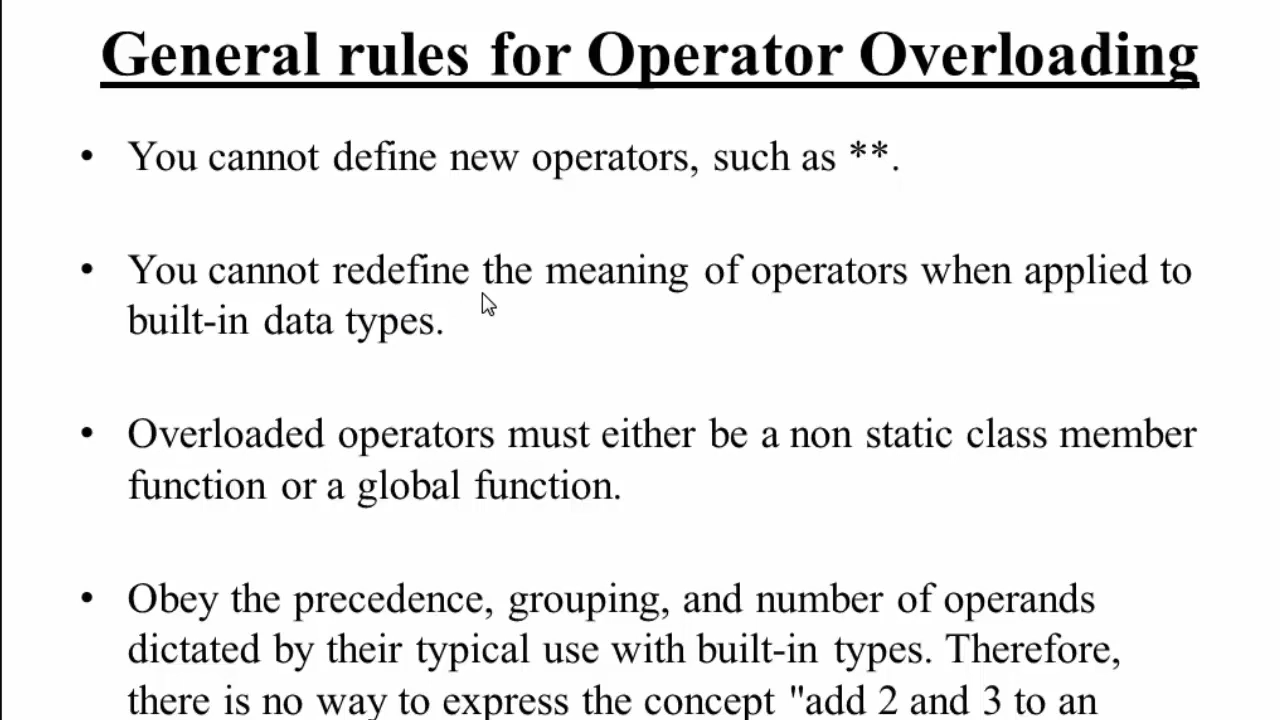 General rules for Operator Overloading
• You cannot define new operators, such as **.
• You cannot redefine the meaning of operators when applied to
built-in data types.
• Overloaded operators must either be a non static class member
function or a global function.
• Obey the precedence, grouping, and number of operands
dictated by their typical use with built-in types. Therefore,
there is no way to express the concept "add 2 and 3 to an